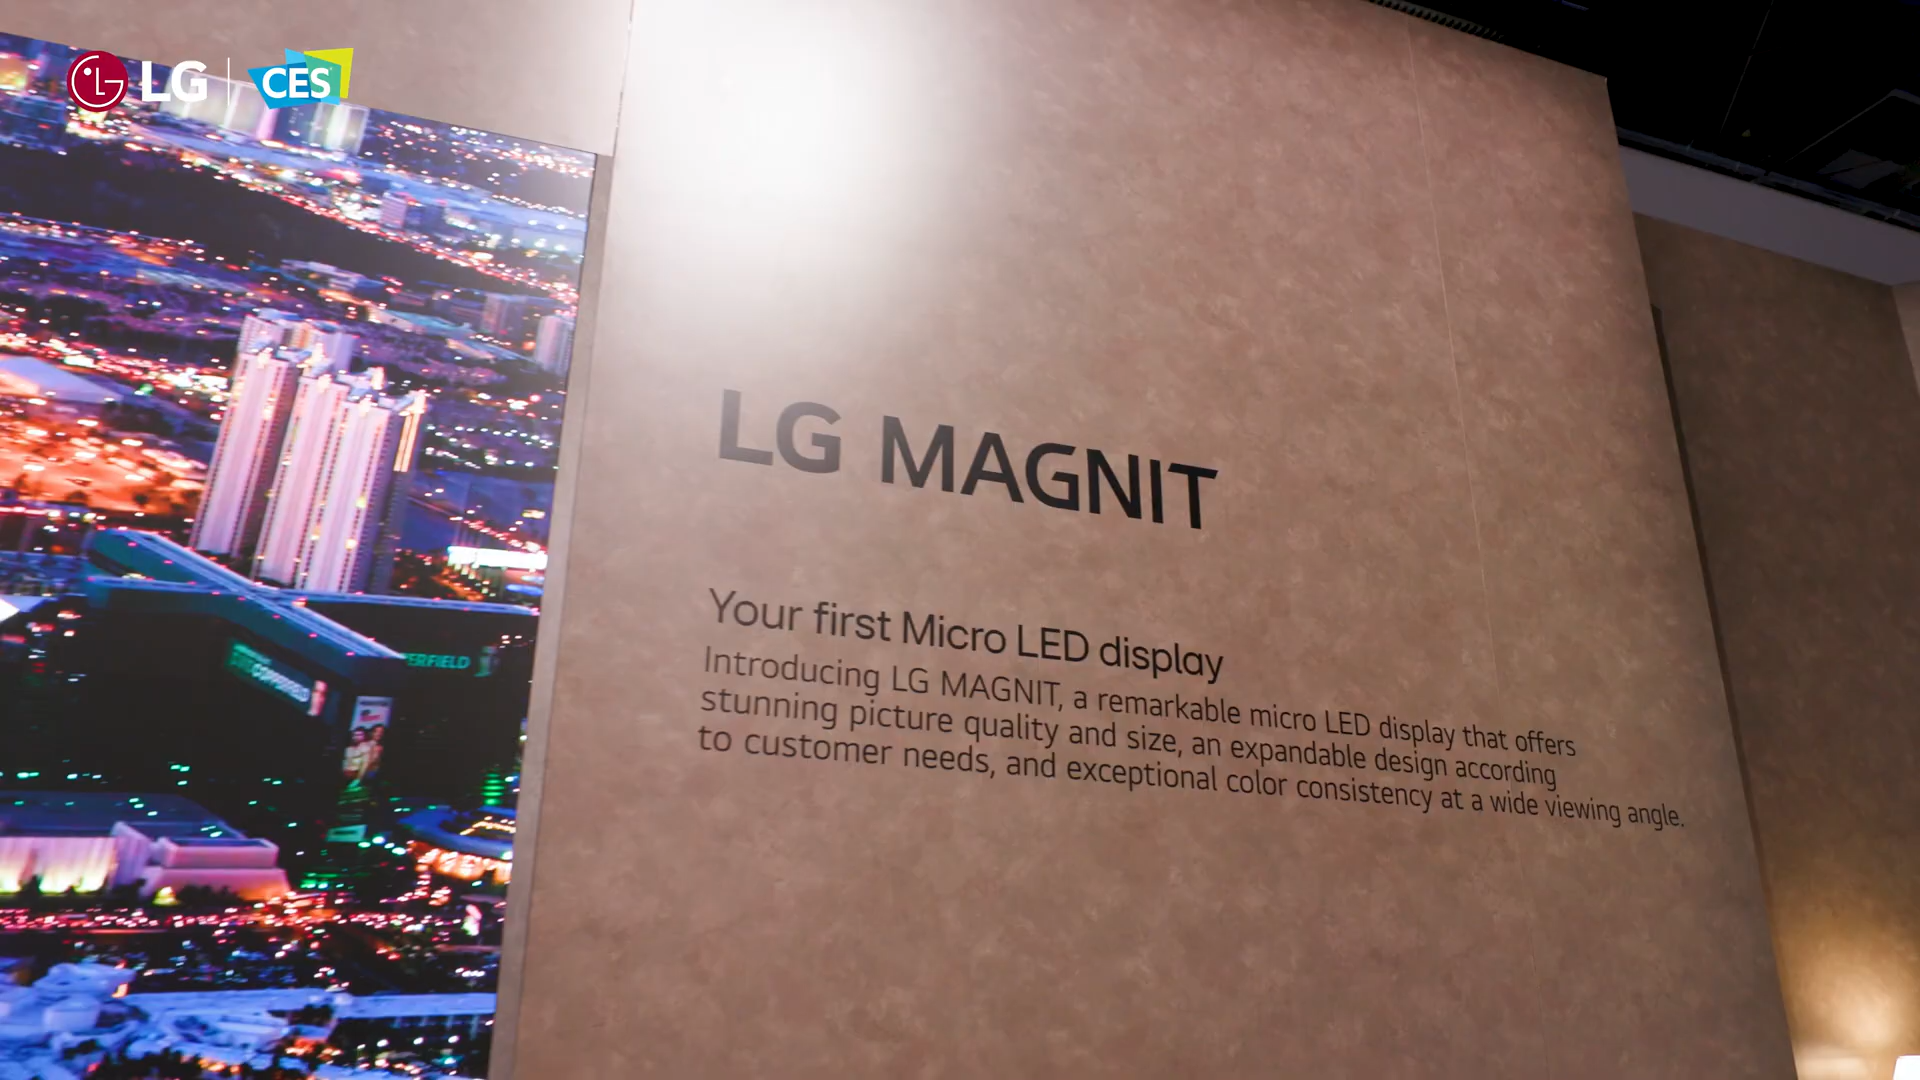 LG
CES
LG MAGNIT
Your first Micro LED display
Introducing LG MAGNIT, a remarkable micro LED display that offers
stunning picture quality and size, an expandable design according
to customer needs, and exceptional color consistency at a wide viewing angle.
COPPERFIELD
ERFIELD